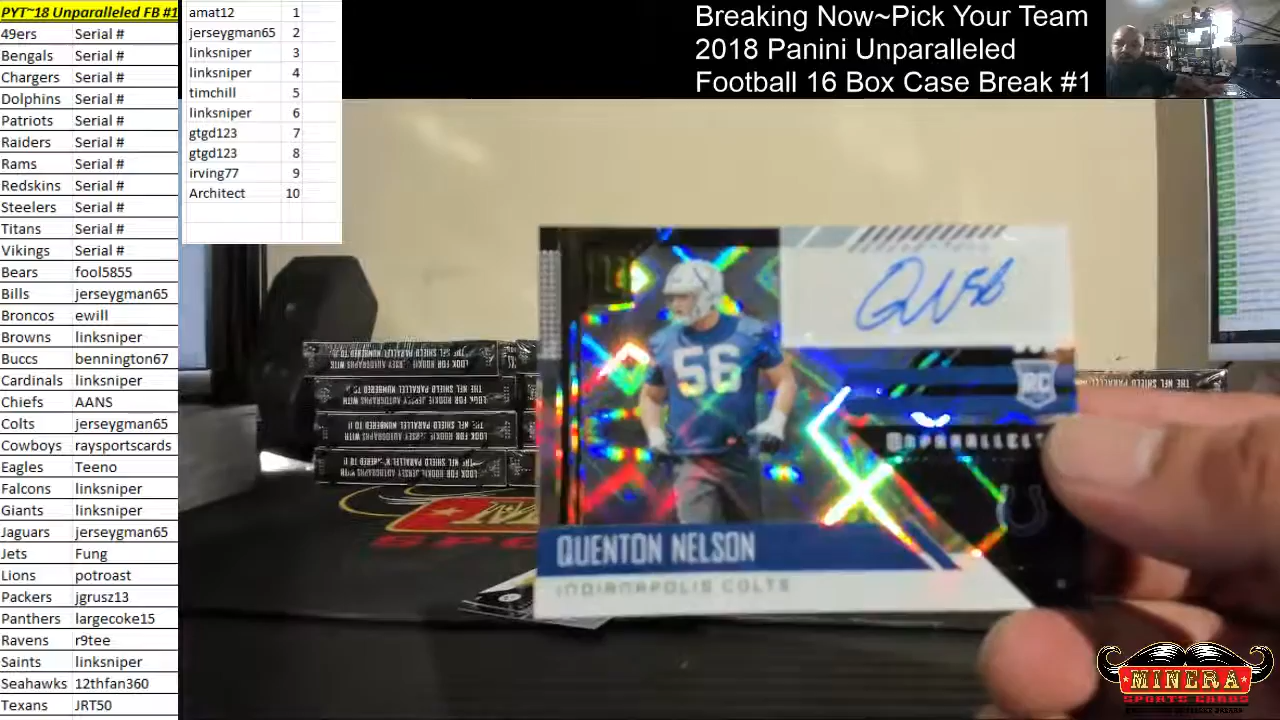 PYT~18 Unparalleled FB #1
49ers Serial #
Bengals Serial #
Chargers Serial #
Dolphins Serial #
Patriots Serial #
Raiders Serial #
Rams Serial #
Redskins Serial #
Steelers Serial #
Titans Serial #
Vikings Serial #
Bears fool5855
Bills jerseygman65
Broncos ewill
Browns linksniper
Buccs bennington67
Cardinals linksniper
Chiefs AANS
Colts jerseygman65
Cowboys raysportscards
Eagles Teeno
Falcons linksniper
Giants linksniper
Jaguars jerseygman65
Jets Fung
Lions potroast
Packers jgrusz13
Panthers largecoke15
Ravens r9tee
Saints linksniper
Seahawks 12thfan360
Texans JRT50
amat12 1
jerseygman65 2
linksniper 3
linksniper 4
timchill 5
linksniper 6
gtgd123 7
gtgd123 8
irving77 9
Architect 10
Breaking Now~Pick Your Team
2018 Panini Unparalleled
Football 16 Box Case Break #1
56
RC
QUENTON NELSON
INDIANAPOLIS COLTS
MINERA
SPORTS CARDS